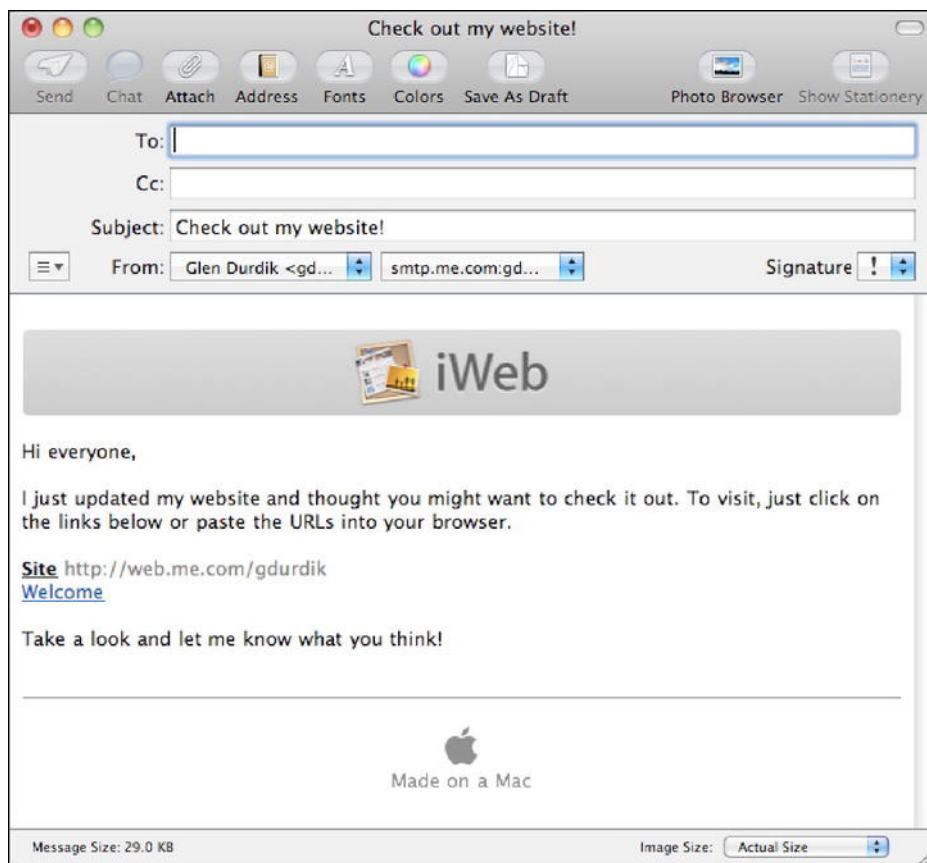 Check out my website!
Send Chat Attach Address Fonts Colors Save As Draft Photo Browser Show Stationery
To:
Cc:
Subject: Check out my website!
From: Glen Durdik <gd... smtp.me.com:gd... Signature !
iWeb
Hi everyone,
I just updated my website and thought you might want to check it out. To visit, just click on
the links below or paste the URLs into your browser.
Site http://web.me.com/gdurdik
Welcome
Take a look and let me know what you think!
Made on a Mac
Message Size: 29.0 KB Image Size: Actual Size